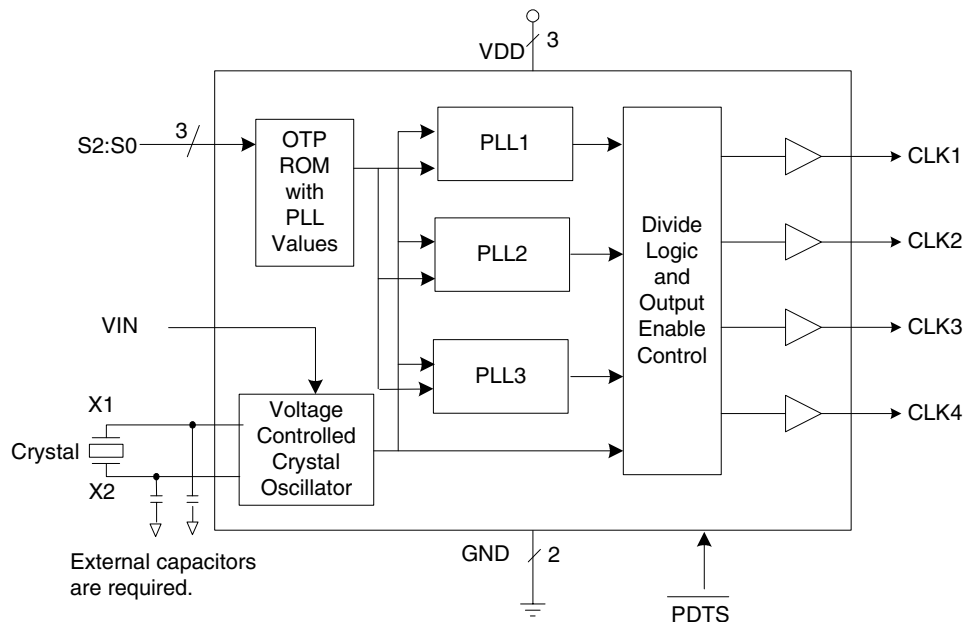 VDD
3
S2:S0
3
OTP
ROM
with
PLL
Values
PLL1
PLL2
PLL3
Divide
Logic
and
Output
Enable
Control
CLK1
CLK2
CLK3
CLK4
VIN
X1
Crystal
X2
Voltage
Controlled
Crystal
Oscillator
External capacitors
are required.
GND
2
PDTS